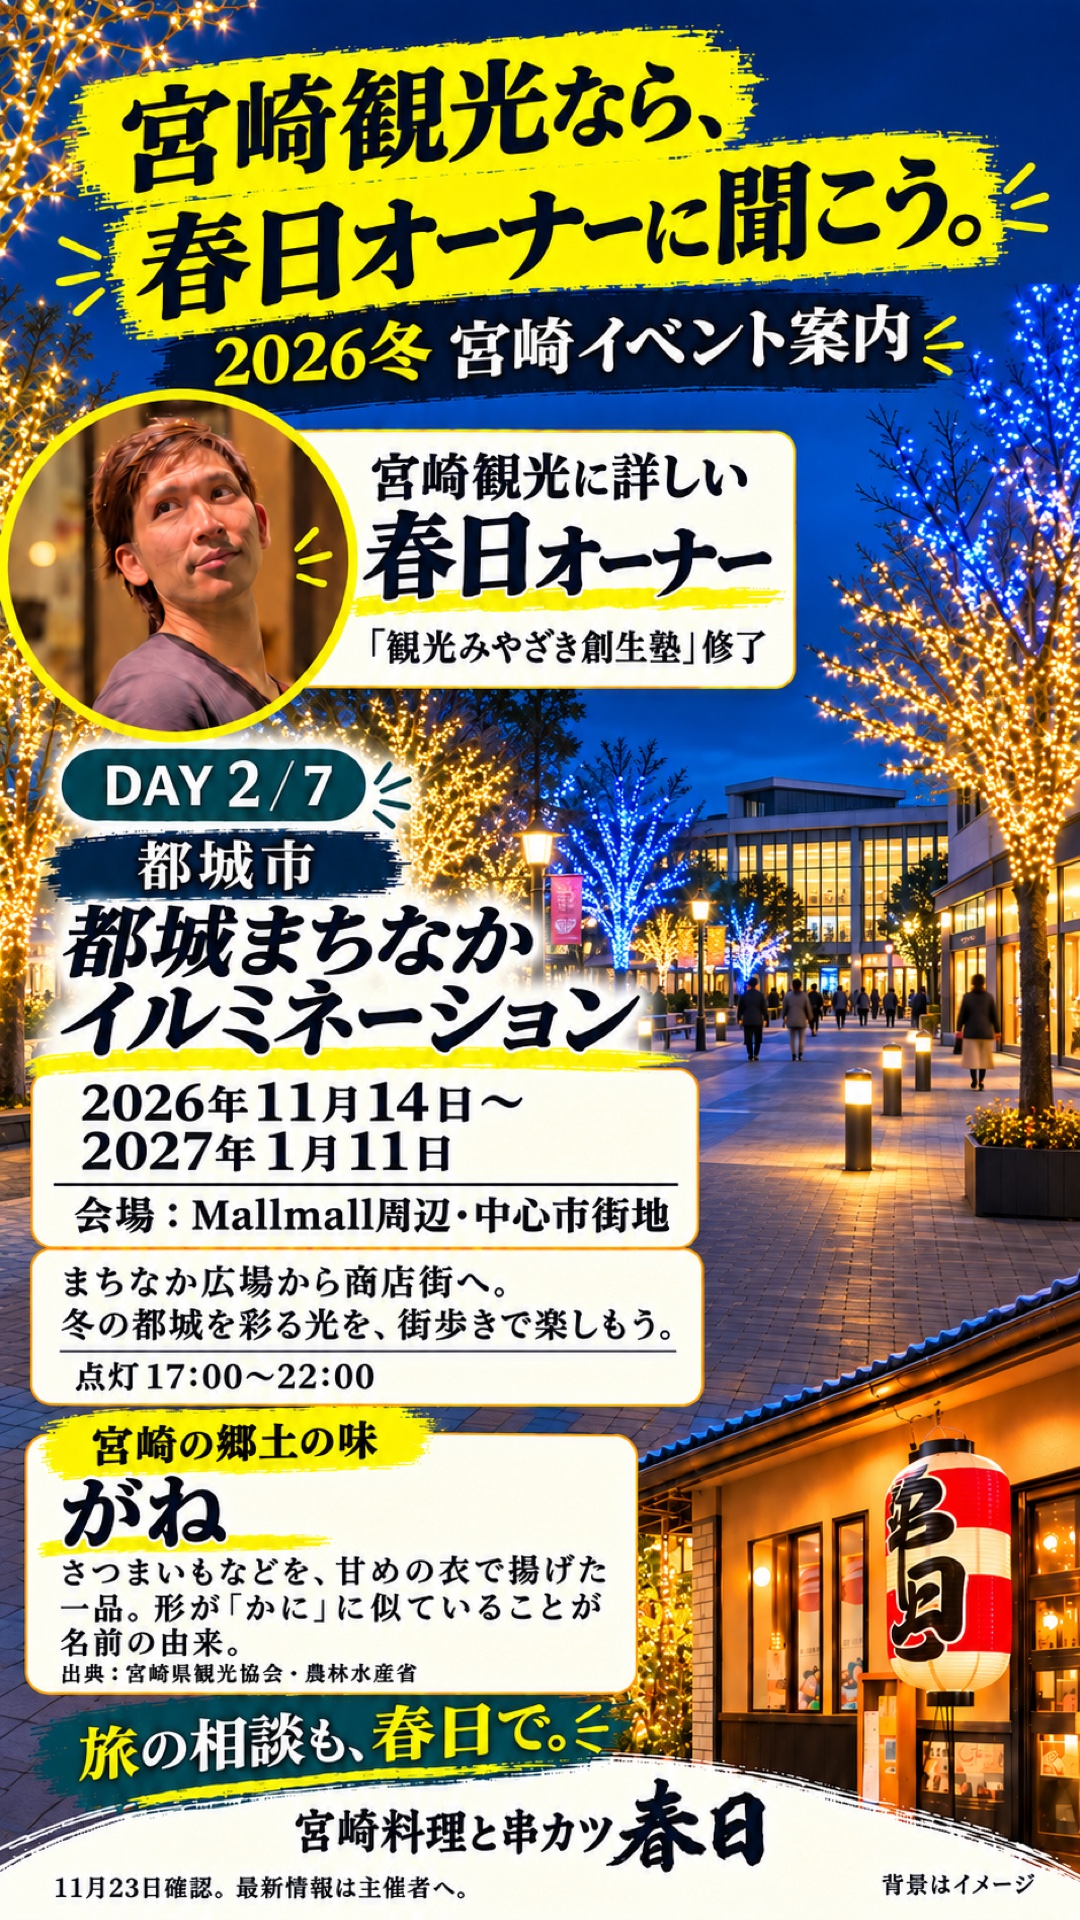 宮崎観光なら、
春日オーナーに聞こう。
2026冬 宮崎イベント案内
宮崎観光に詳しい
春日オーナー
「観光みやざき創生塾」修了
DAY 2/7
都城市
都城まちなか
イルミネーション
2026年11月14日～
2027年1月11日
会場：Mallmall周辺・中心市街地
まちなか広場から商店街へ。
冬の都城を彩る光を、街歩きで楽しもう。
点灯 17:00～22:00
宮崎の郷土の味
がね
さつまいもなどを、甘めの衣で揚げた
一品。形が「かに」に似ていることが
名前の由来。
出典：宮崎県観光協会・農林水産省
旅の相談も、春日で。
宮崎料理と串カツ 春日
11月23日確認。最新情報は主催者へ。
背景はイメージ